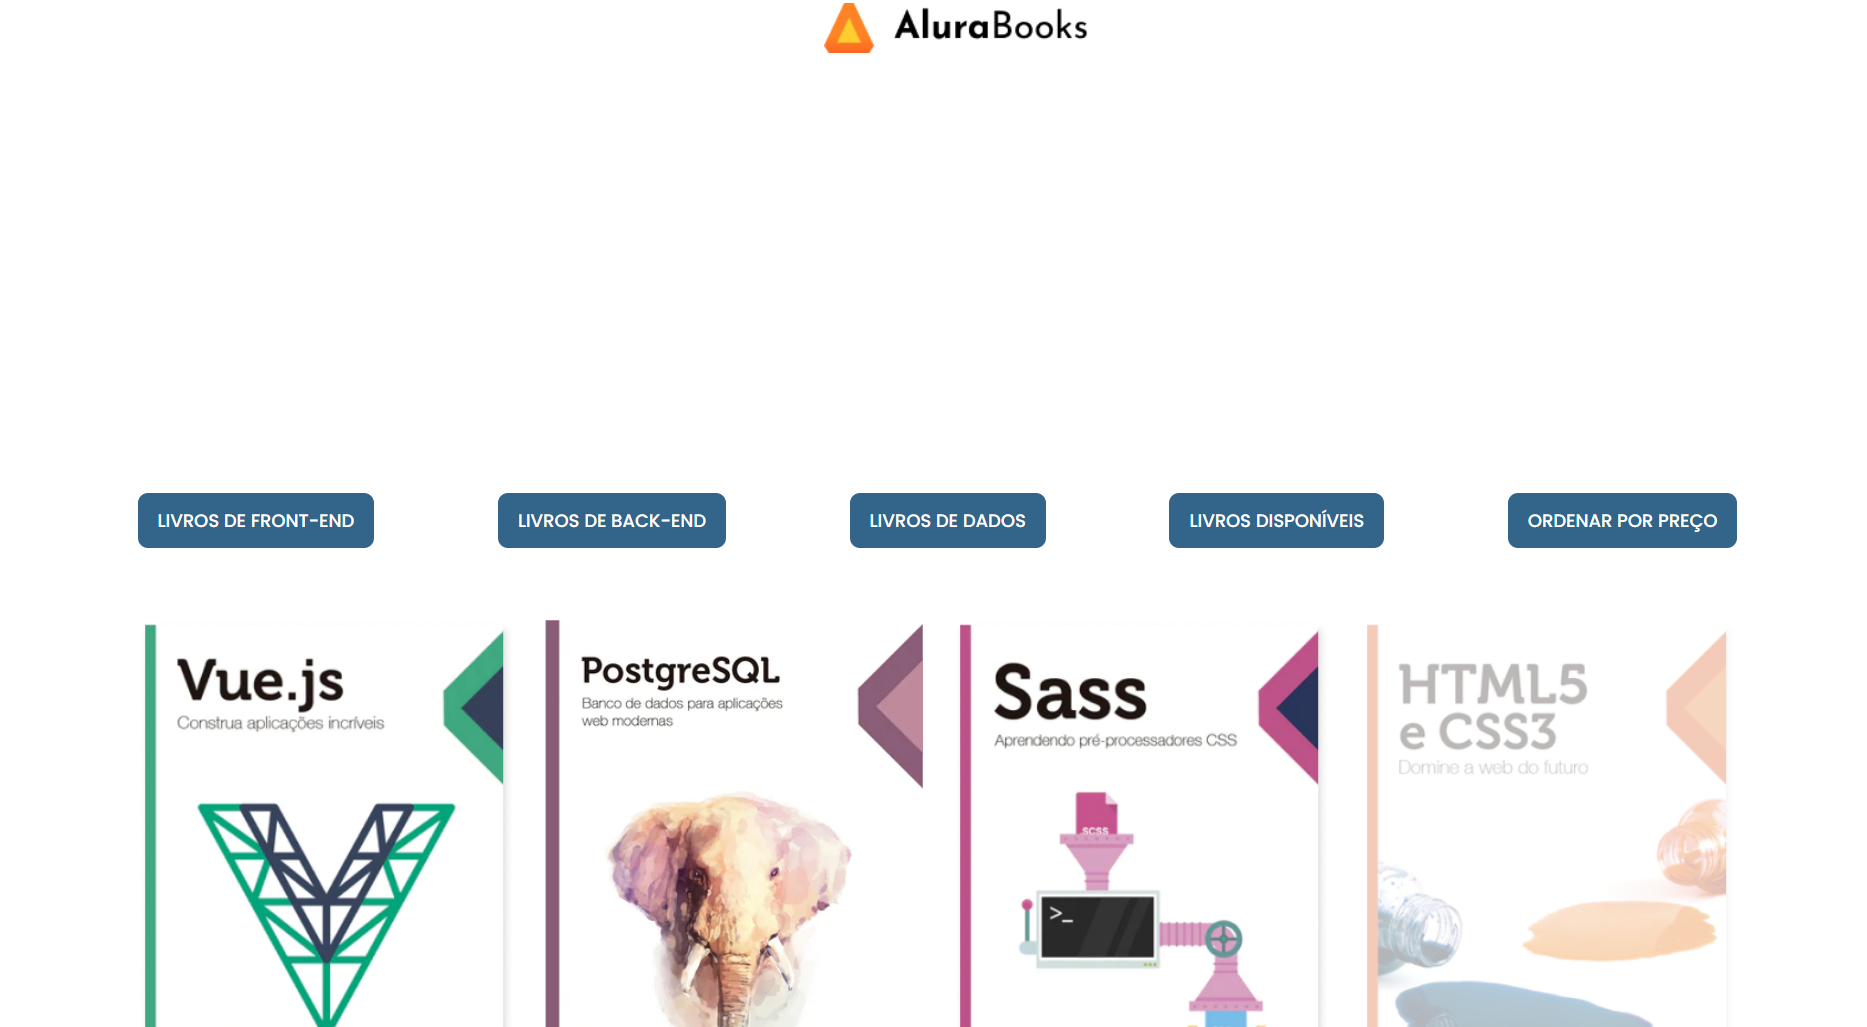 AluraBooks
LIVROS DE FRONT-END
LIVROS DE BACK-END
LIVROS DE DADOS
LIVROS DISPONÍVEIS
ORDENAR POR PREÇO
Vue.js
Construa aplicações incríveis
PostgreSQL
Banco de dados para aplicações
web modernas
Sass
Aprendendo pré-processadores CSS
SCSS
>_
HTML5
e CSS3
Domine a web do futuro